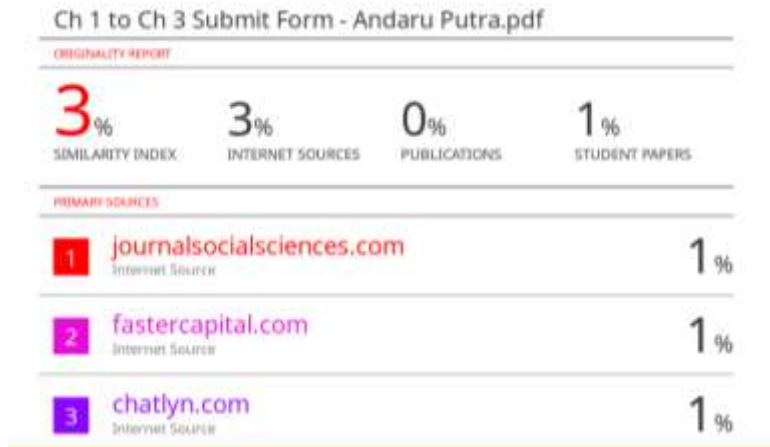 Ch 1 to Ch 3 Submit Form - Andaru Putra.pdf
ORIGINALITY REPORT
3% 3% 0% 1%
SIMILARITY INDEX INTERNET SOURCES PUBLICATIONS STUDENT PAPERS
PRIMARY SOURCES
1 journalsocialsciences.com 1%
Internet Source
2 fastercapital.com 1%
Internet Source
3 chatlyn.com 1%
Internet Source